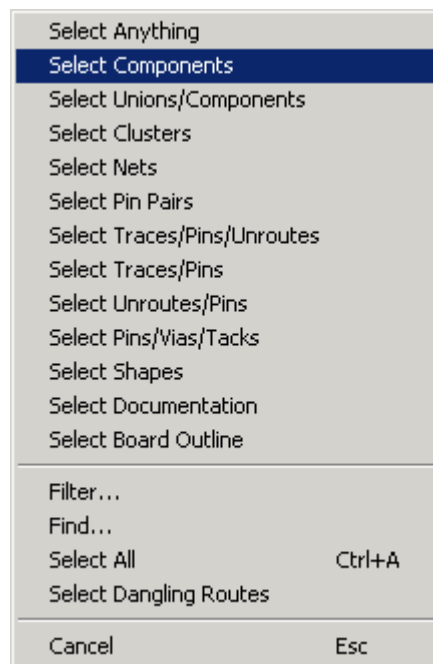 Select Anything
Select Components
Select Unions/Components
Select Clusters
Select Nets
Select Pin Pairs
Select Traces/Pins/Unroutes
Select Traces/Pins
Select Unroutes/Pins
Select Pins/Vias/Tacks
Select Shapes
Select Documentation
Select Board Outline
Filter...
Find...
Select All Ctrl+A
Select Dangling Routes
Cancel Esc